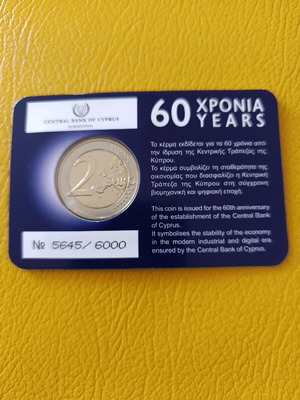 CENTRAL BANK OF CYPRUS
EUROSYSTEM
60 ΧΡΟΝΙΑ
YEARS
Το κέρμα εκδίδεται για τα 60 χρόνια από
την ίδρυση της Κεντρικής Τράπεζας της
Κύπρου.
Το κέρμα συμβολίζει τη σταθερότητα της
οικονομίας που διασφαλίζει η Κεντρική
Τράπεζα της Κύπρου στη σύγχρονη
βιομηχανική και ψηφιακή εποχή.
This coin is issued for the 60th anniversary
of the establishment of the Central Bank
of Cyprus.
It symbolises the stability of the economy
in the modern industrial and digital era
ensured by the Central Bank of Cyprus.
2 EURO
№ 5645/ 6000